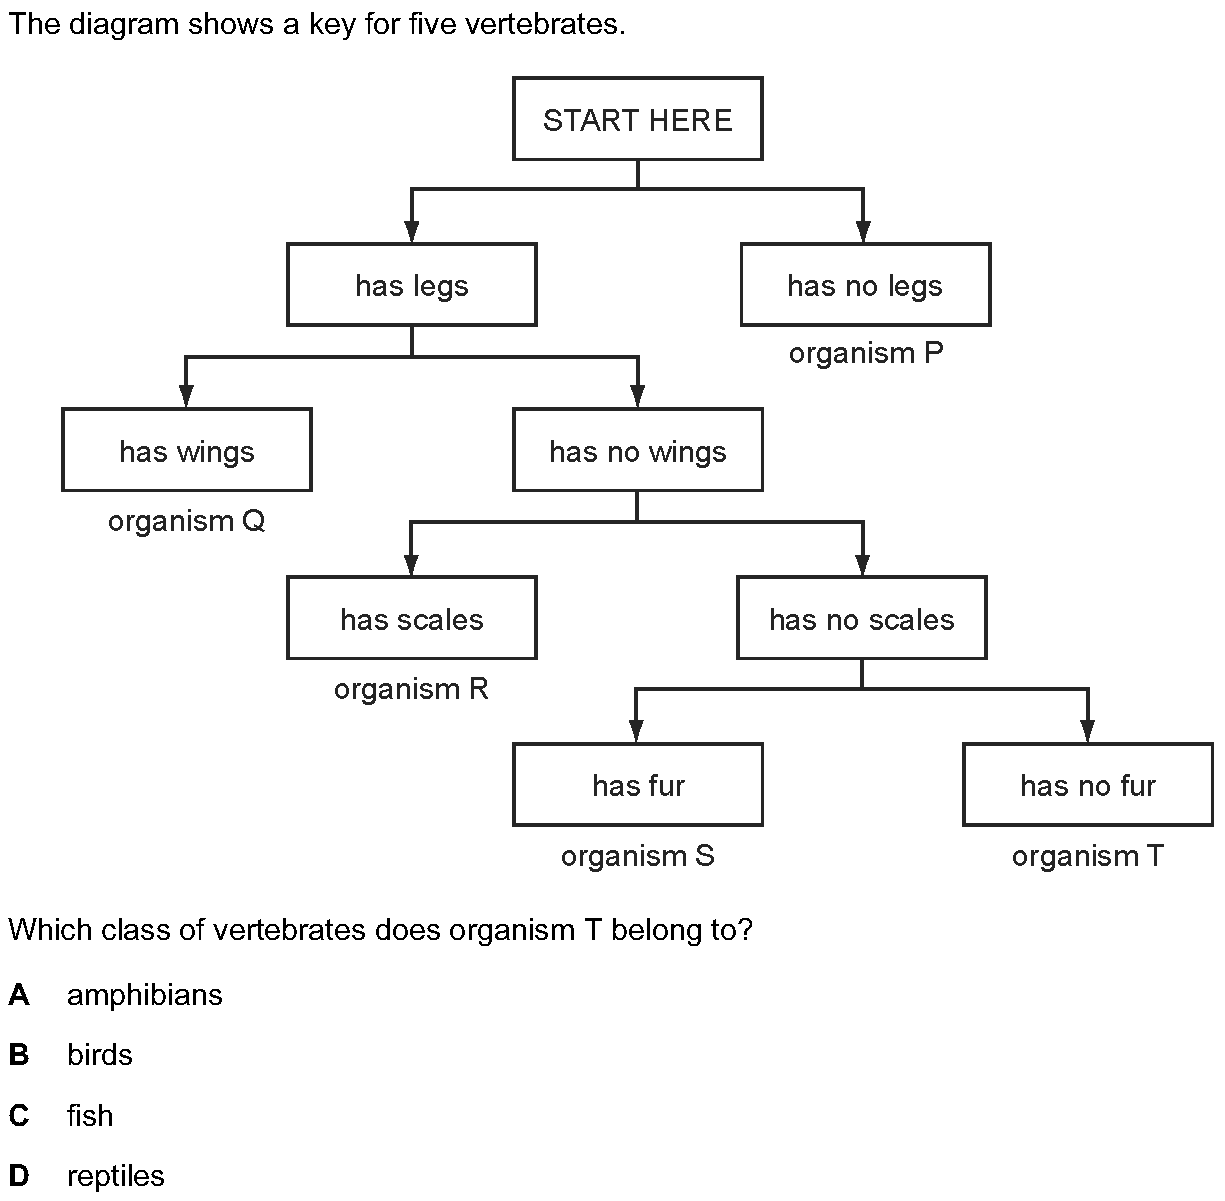 The diagram shows a key for five vertebrates.
START HERE
has legs
has no legs
organism P
has wings
has no wings
organism Q
has scales
has no scales
organism R
has fur
has no fur
organism S
organism T
Which class of vertebrates does organism T belong to?
A amphibians
B birds
C fish
D reptiles